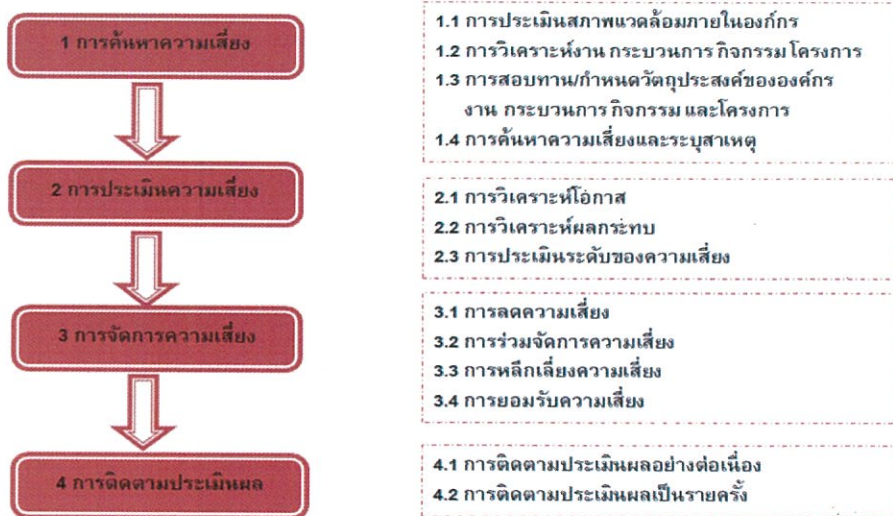 1 การค้นหาความเสี่ยง
1.1 การประเมินสภาพแวดล้อมภายในองค์กร
1.2 การวิเคราะห์งาน กระบวนการ กิจกรรม โครงการ
1.3 การสอบทาน/กำหนดวัตถุประสงค์ขององค์กร
งาน กระบวนการ กิจกรรม และโครงการ
1.4 การค้นหาความเสี่ยงและระบุสาเหตุ
2 การประเมินความเสี่ยง
2.1 การวิเคราะห์โอกาส
2.2 การวิเคราะห์ผลกระทบ
2.3 การประเมินระดับของความเสี่ยง
3 การจัดการความเสี่ยง
3.1 การลดความเสี่ยง
3.2 การร่วมจัดการความเสี่ยง
3.3 การหลีกเลี่ยงความเสี่ยง
3.4 การยอมรับความเสี่ยง
4 การติดตามประเมินผล
4.1 การติดตามประเมินผลอย่างต่อเนื่อง
4.2 การติดตามประเมินผลเป็นรายครั้ง